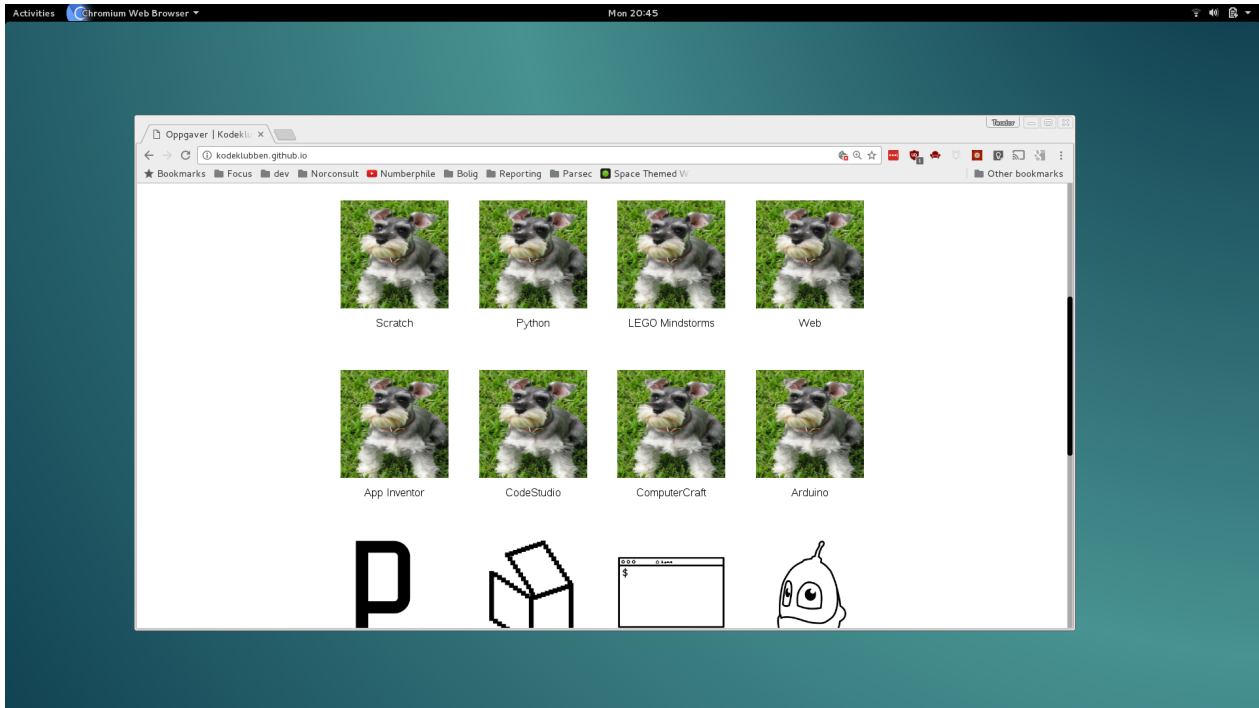 Activities Chromium Web Browser Mon 20:45
Oppgaver | Kodeklu
kodeklubben.github.io
Bookmarks Focus dev Norconsult Numberphile Bolig Reporting Parsec Space Themed W Other bookmarks
Scratch Python LEGO Mindstorms Web
App Inventor CodeStudio ComputerCraft Arduino
P
$